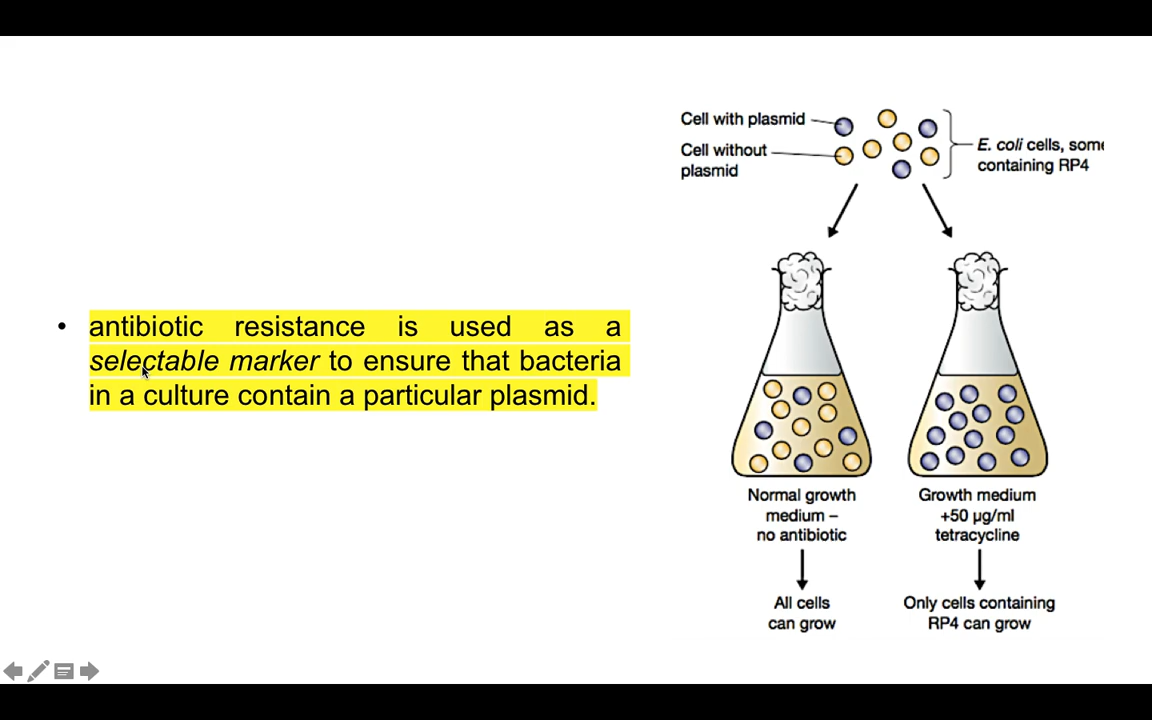 • antibiotic resistance is used as a
selectable marker to ensure that bacteria
in a culture contain a particular plasmid.
Cell with plasmid
Cell without
plasmid
E. coli cells, some
containing RP4
Normal growth
medium –
no antibiotic
Growth medium
+50 µg/ml
tetracycline
All cells
can grow
Only cells containing
RP4 can grow